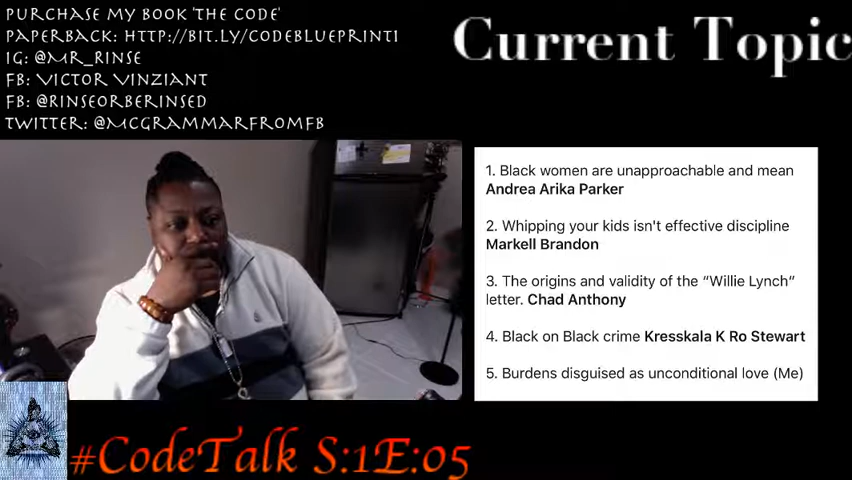 PURCHASE MY BOOK 'THE CODE'
PAPERBACK: HTTP://BIT.LY/CODEBLUEPRINT1
IG: @MR_RINSE
FB: VICTOR VINZIANT
FB: @RINSEORBERINSED
TWITTER: @MCGRAMMARFROMFB
Current Topic
1. Black women are unapproachable and mean
Andrea Arika Parker
2. Whipping your kids isn't effective discipline
Markell Brandon
3. The origins and validity of the “Willie Lynch”
letter. Chad Anthony
4. Black on Black crime Kresskala K Ro Stewart
5. Burdens disguised as unconditional love (Me)
#CodeTalk S:1E:05